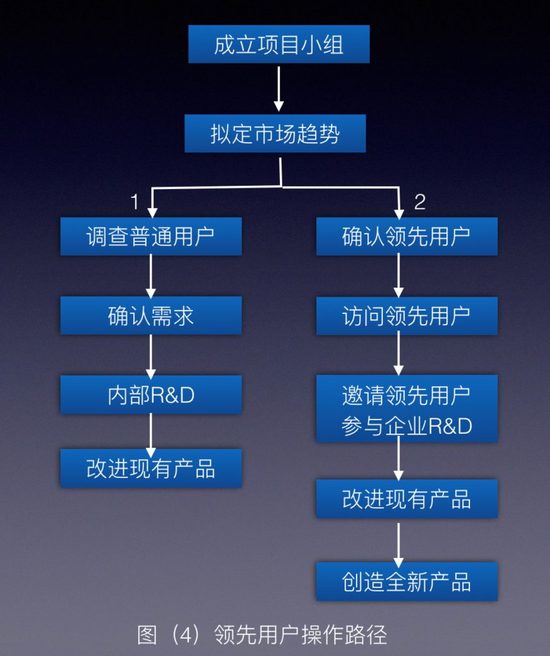 成立项目小组
拟定市场趋势
1
调查普通用户
确认需求
内部R&D
改进现有产品
2
确认领先用户
访问领先用户
邀请领先用户
参与企业R&D
改进现有产品
创造全新产品
图（4）领先用户操作路径